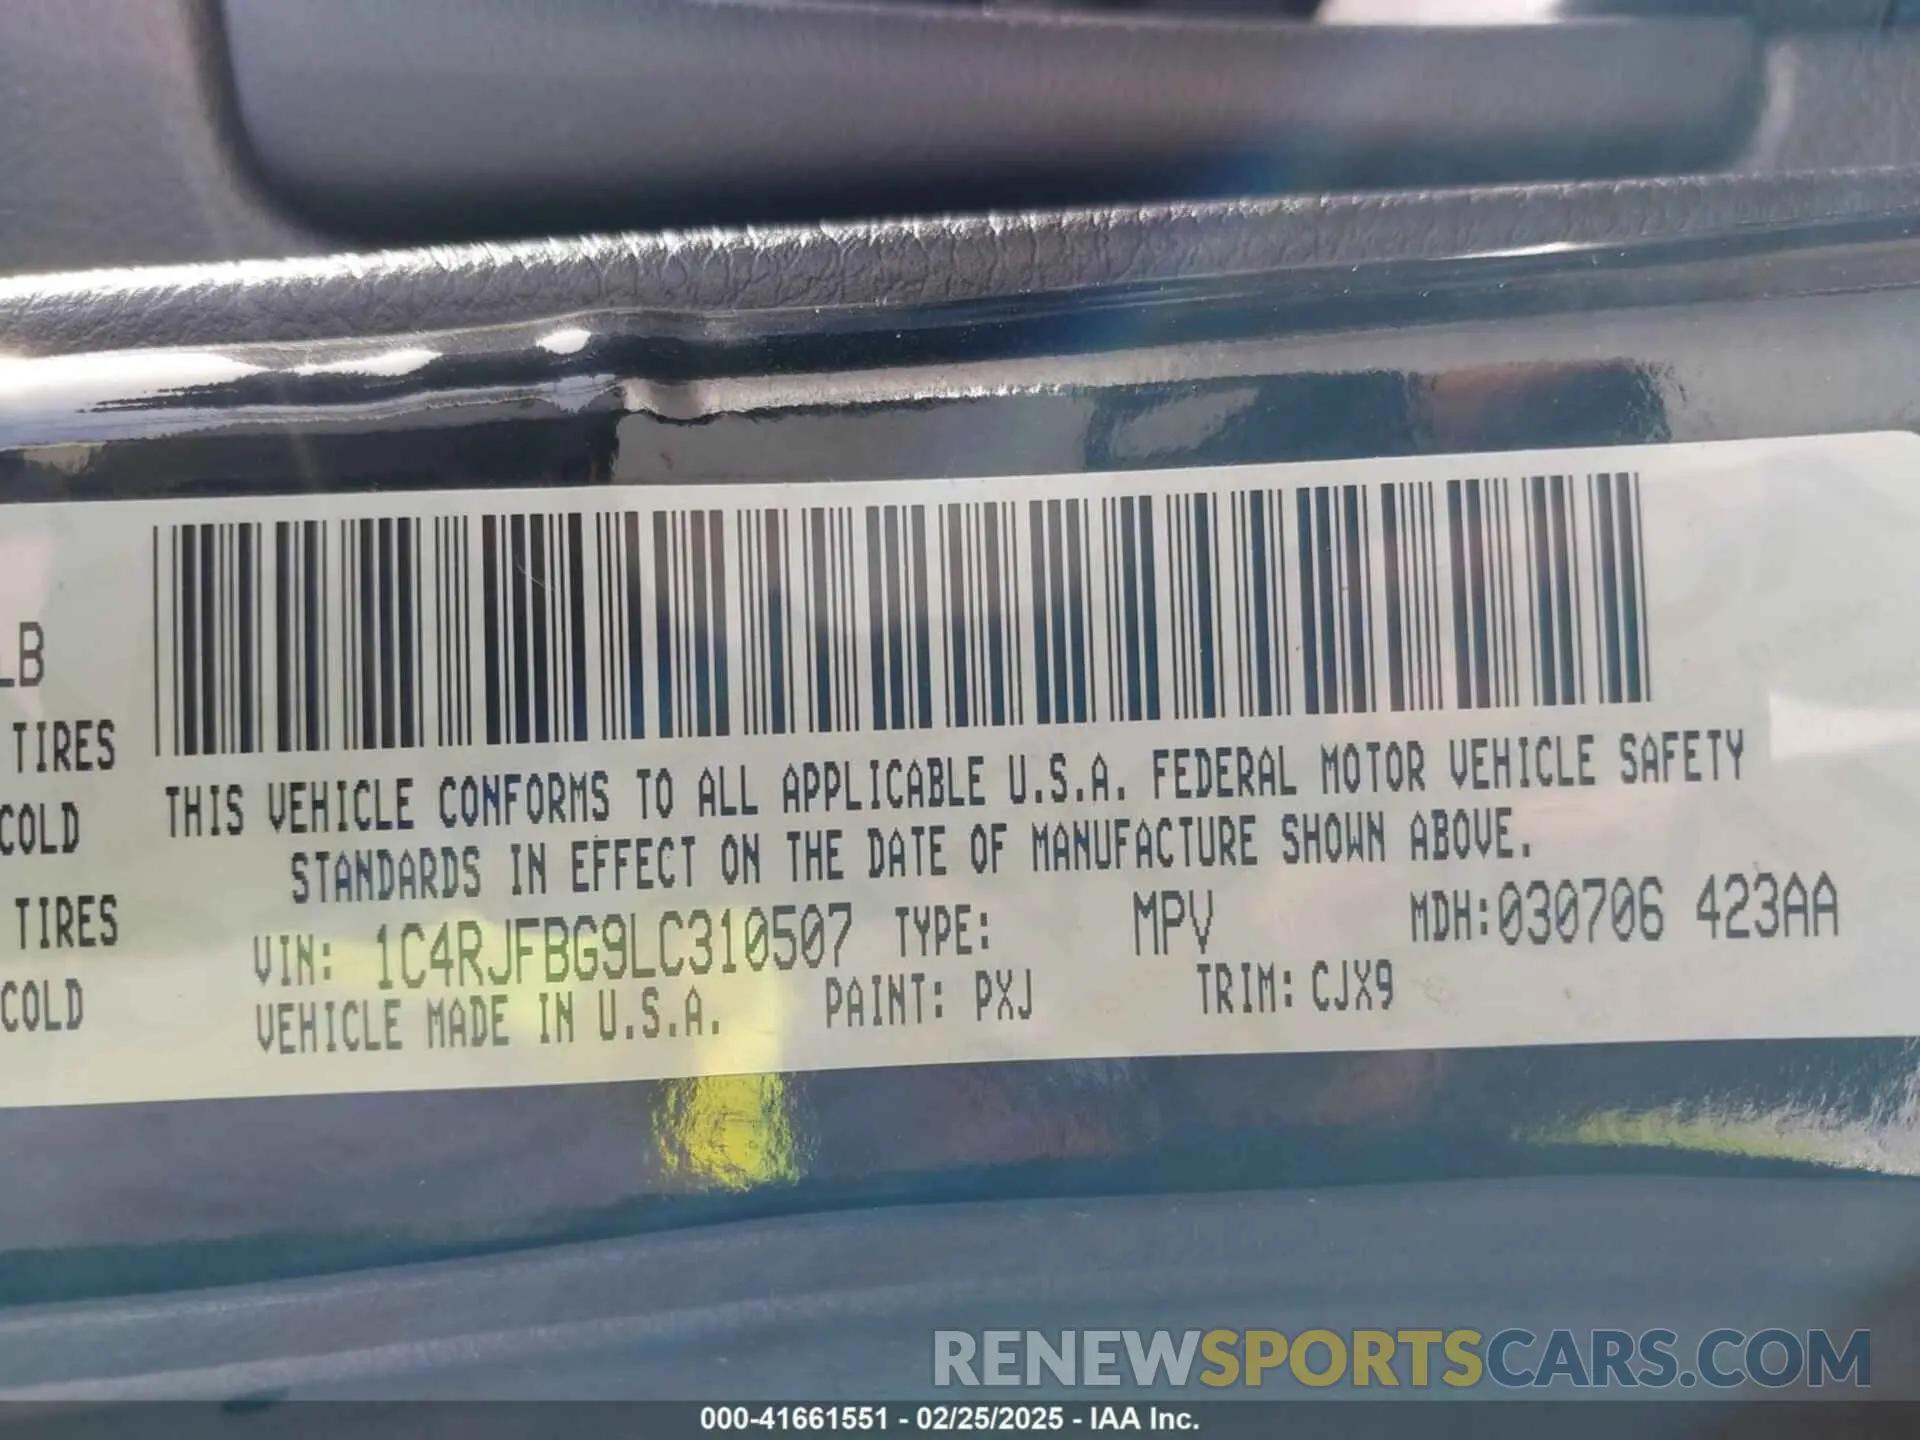 LB
TIRES
COLD
TIRES
COLD
THIS VEHICLE CONFORMS TO ALL APPLICABLE U.S.A. FEDERAL MOTOR VEHICLE SAFETY
STANDARDS IN EFFECT ON THE DATE OF MANUFACTURE SHOWN ABOVE.
VIN: 1C4RJFBG9LC310507 TYPE: MPV MDH:030706 423AA
VEHICLE MADE IN U.S.A. PAINT: PXJ TRIM: CJX9
RENEWSPORTSCARS.COM
000-41661551 - 02/25/2025 - IAA Inc.